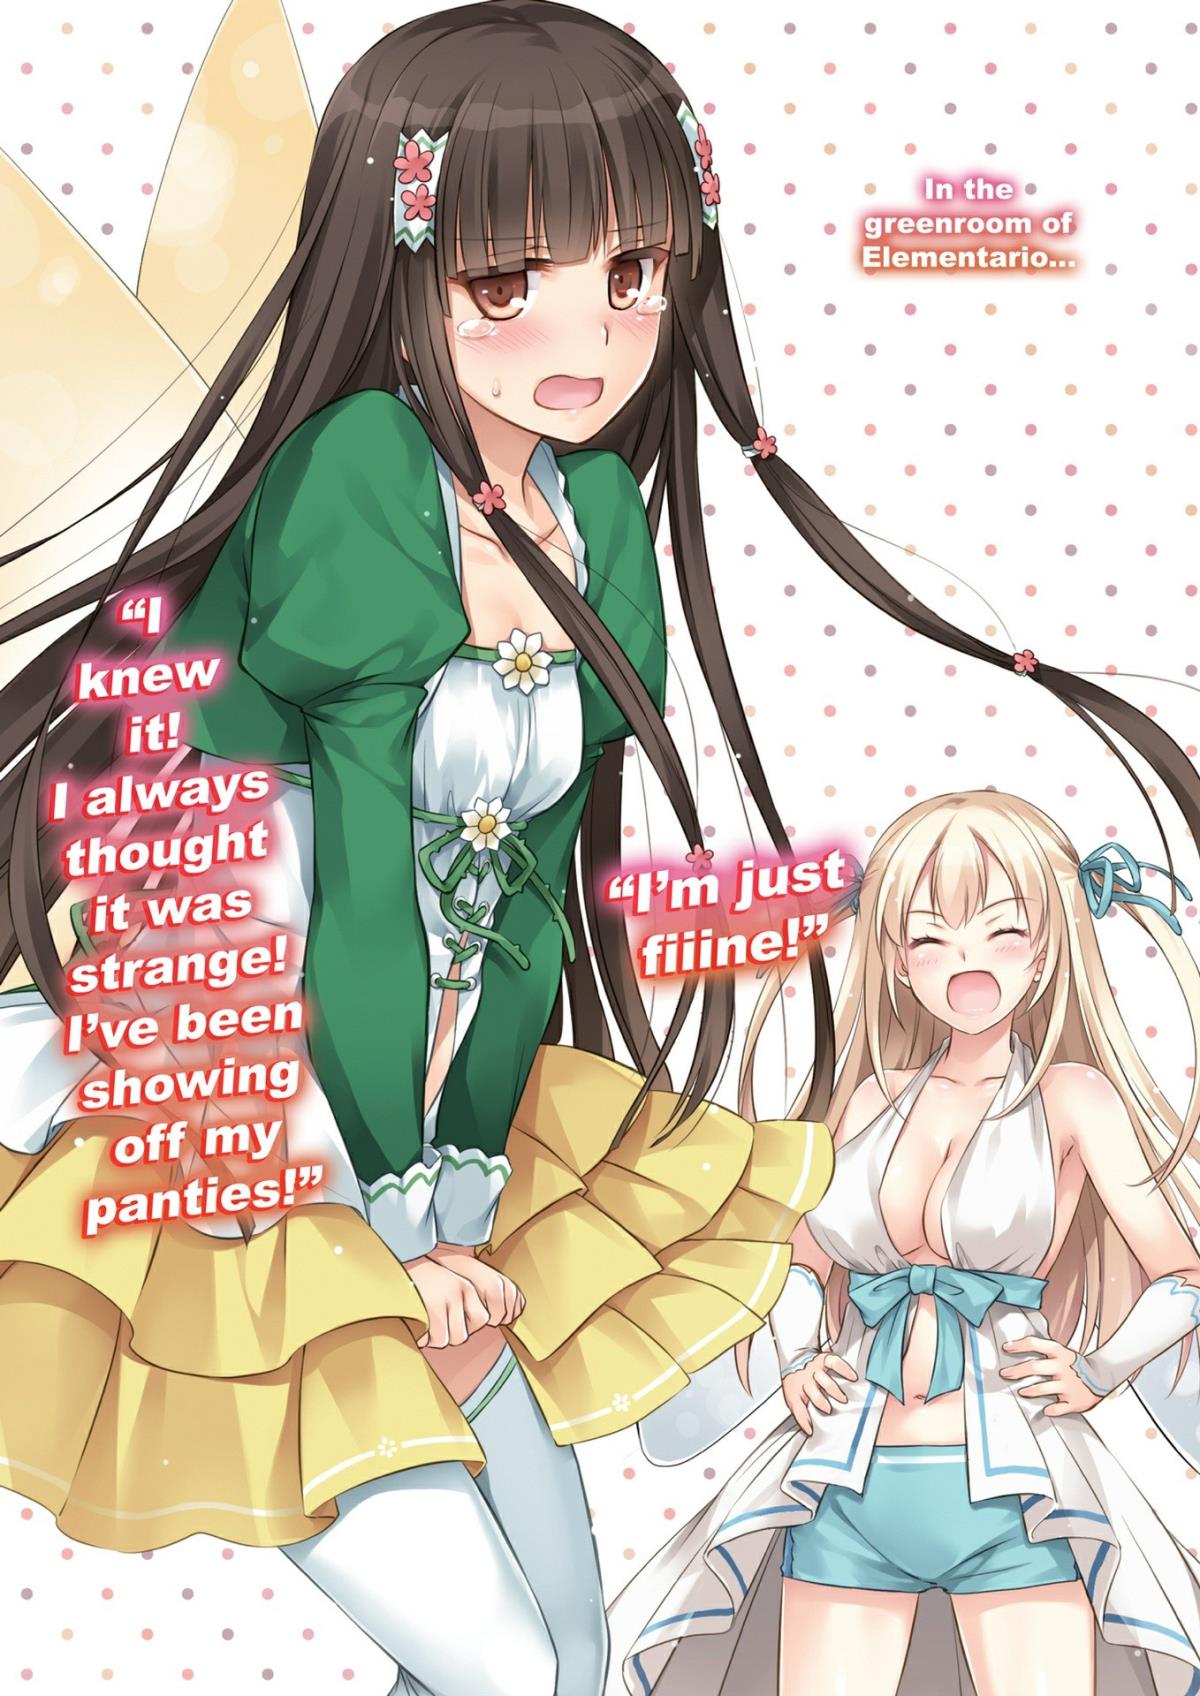 In the
greenroom of
Elementario...
“I
knew
it!
I always
thought
it was
strange!
I’ve been
showing
off my
panties!”
“I’m just
fiiine!”